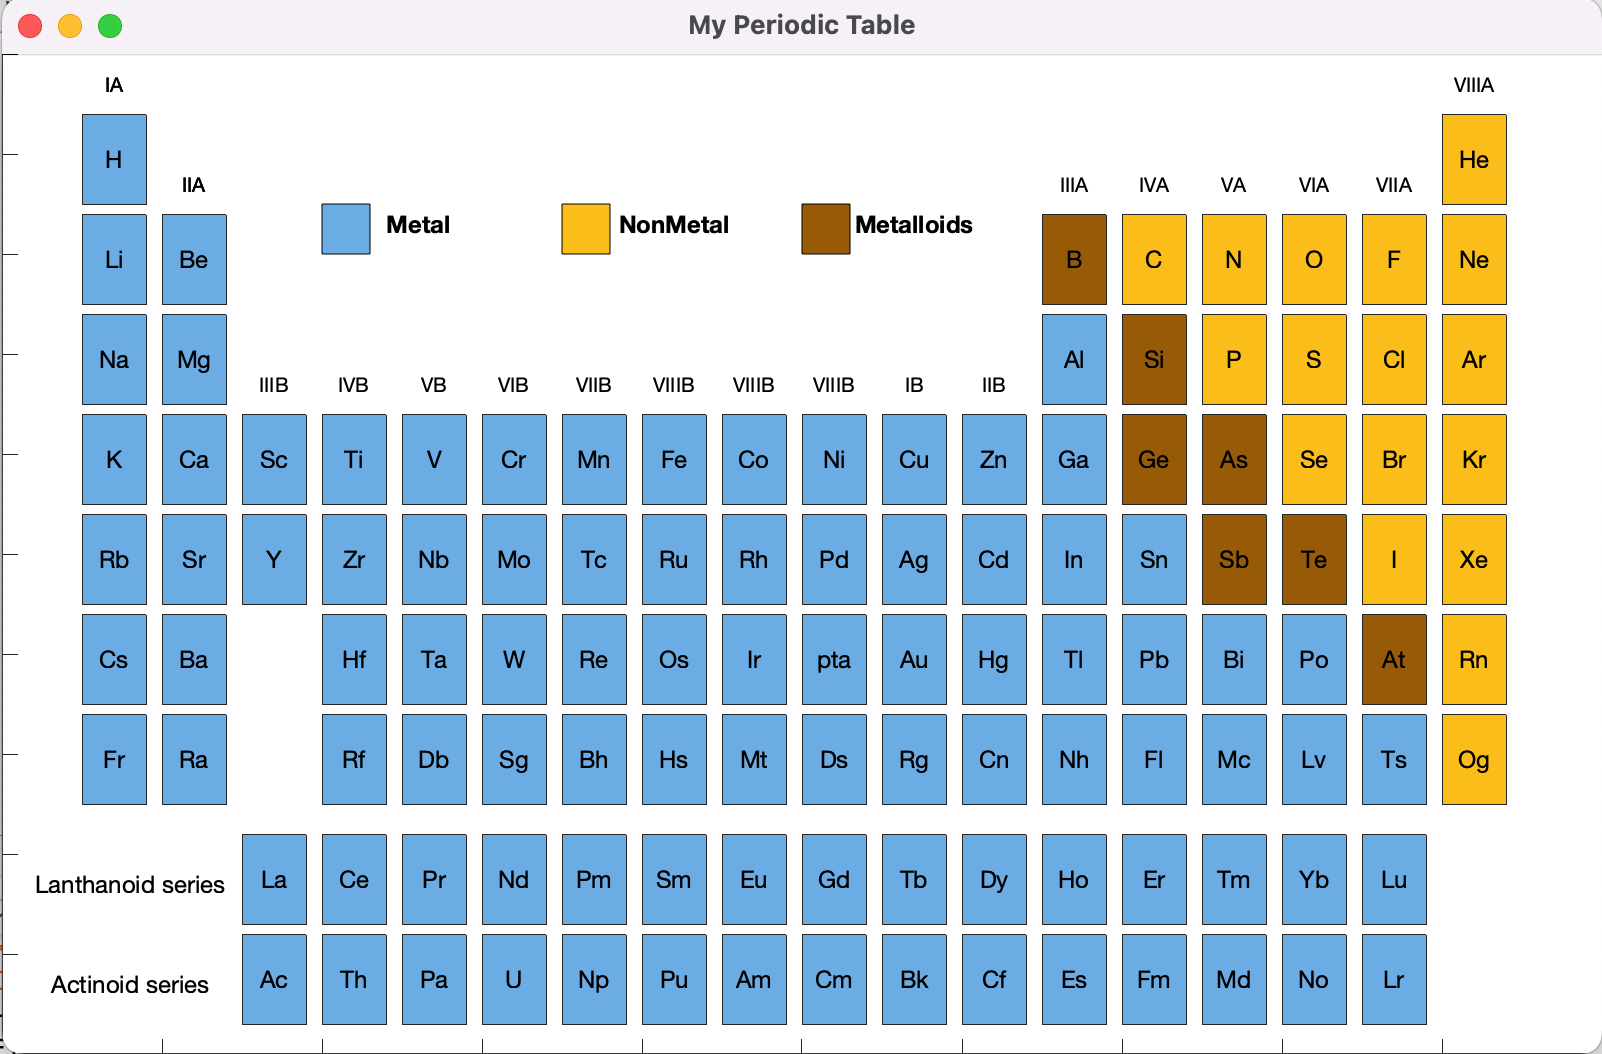 My Periodic Table
IA VIIIA
H He
IIA IIIA IVA VA VIA VIIA
Metal NonMetal Metalloids
Li Be B C N O F Ne
Na Mg Al Si P S Cl Ar
IIIB IVB VB VIB VIIB VIIIB VIIIB VIIIB IB IIB
K Ca Sc Ti V Cr Mn Fe Co Ni Cu Zn Ga Ge As Se Br Kr
Rb Sr Y Zr Nb Mo Tc Ru Rh Pd Ag Cd In Sn Sb Te I Xe
Cs Ba Hf Ta W Re Os Ir pta Au Hg Tl Pb Bi Po At Rn
Fr Ra Rf Db Sg Bh Hs Mt Ds Rg Cn Nh Fl Mc Lv Ts Og
Lanthanoid series La Ce Pr Nd Pm Sm Eu Gd Tb Dy Ho Er Tm Yb Lu
Actinoid series Ac Th Pa U Np Pu Am Cm Bk Cf Es Fm Md No Lr